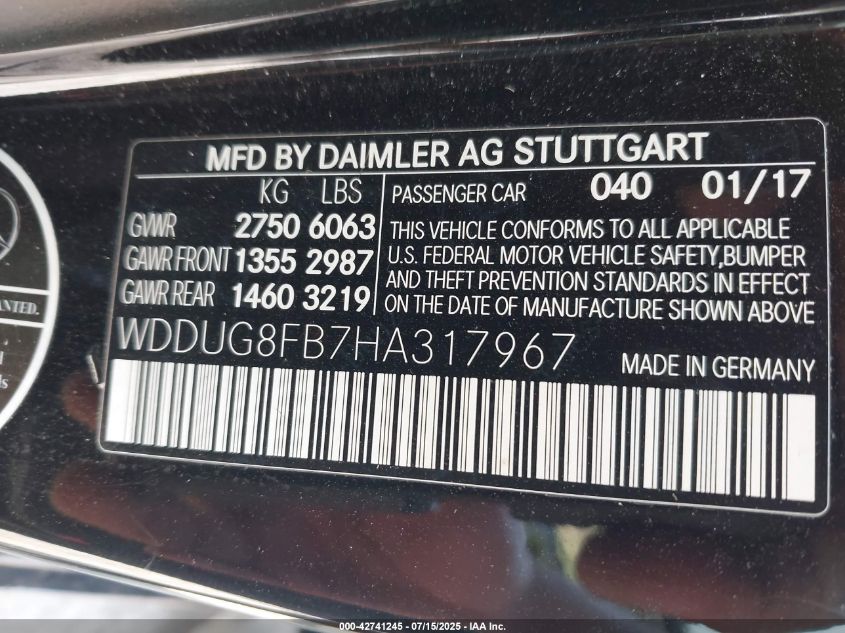 MFD BY DAIMLER AG STUTTGART
KG LBS
GVWR 2750 6063
GAWR FRONT 1355 2987
GAWR REAR 1460 3219
PASSENGER CAR 040 01/17
THIS VEHICLE CONFORMS TO ALL APPLICABLE
U.S. FEDERAL MOTOR VEHICLE SAFETY,BUMPER
AND THEFT PREVENTION STANDARDS IN EFFECT
ON THE DATE OF MANUFACTURE SHOWN ABOVE
WDDUG8FB7HA317967
MADE IN GERMANY
000-42741245 - 07/15/2025 - IAA Inc.